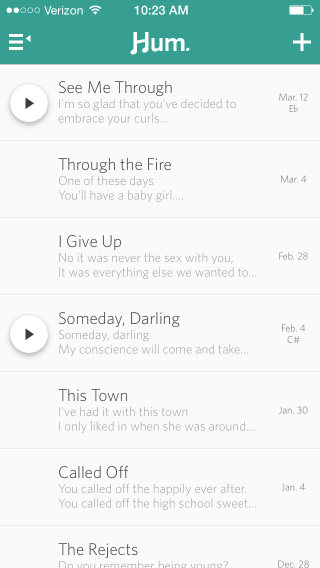 Verizon 10:23 AM
Hum.
See Me Through
I'm so glad that you've decided to
embrace your curls...
Mar. 12
E♭
Through the Fire
One of these days
You'll have a baby girl....
Mar. 4
I Give Up
No it was never the sex with you,
It was everything else we wanted to...
Feb. 28
Someday, Darling
Someday, darling
My conscience will come and take...
Feb. 4
C#
This Town
I've had it with this town
I only liked in when she was around....
Jan. 30
Called Off
You called off the happily ever after.
You called off the high school sweet...
Jan. 4
The Rejects
Do you remember being young?
Dec. 28